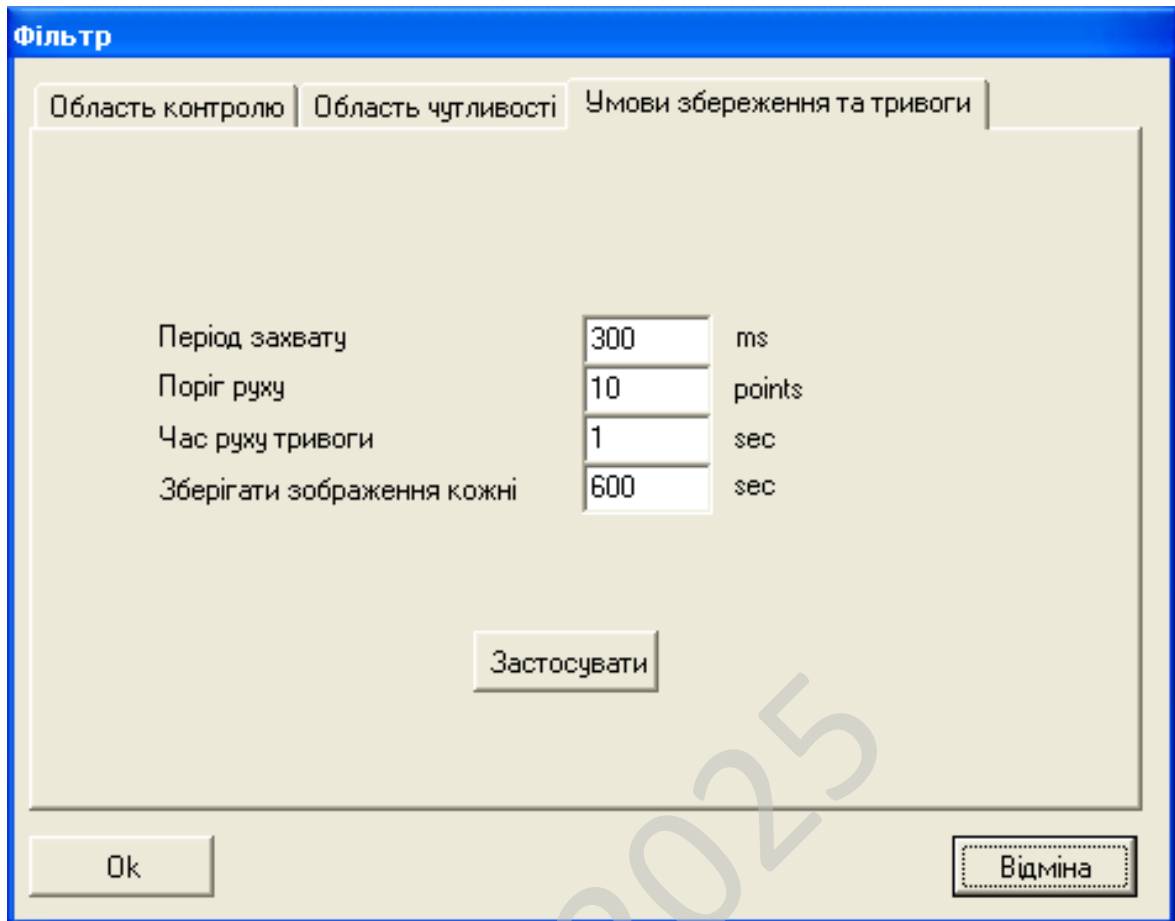 Фільтр
Область контролю Область чутливості Умови збереження та тривоги
Період захвату 300 ms
Поріг руху 10 points
Час руху тривоги 1 sec
Зберігати зображення кожні 600 sec
Застосувати
2025
Ok Відміна